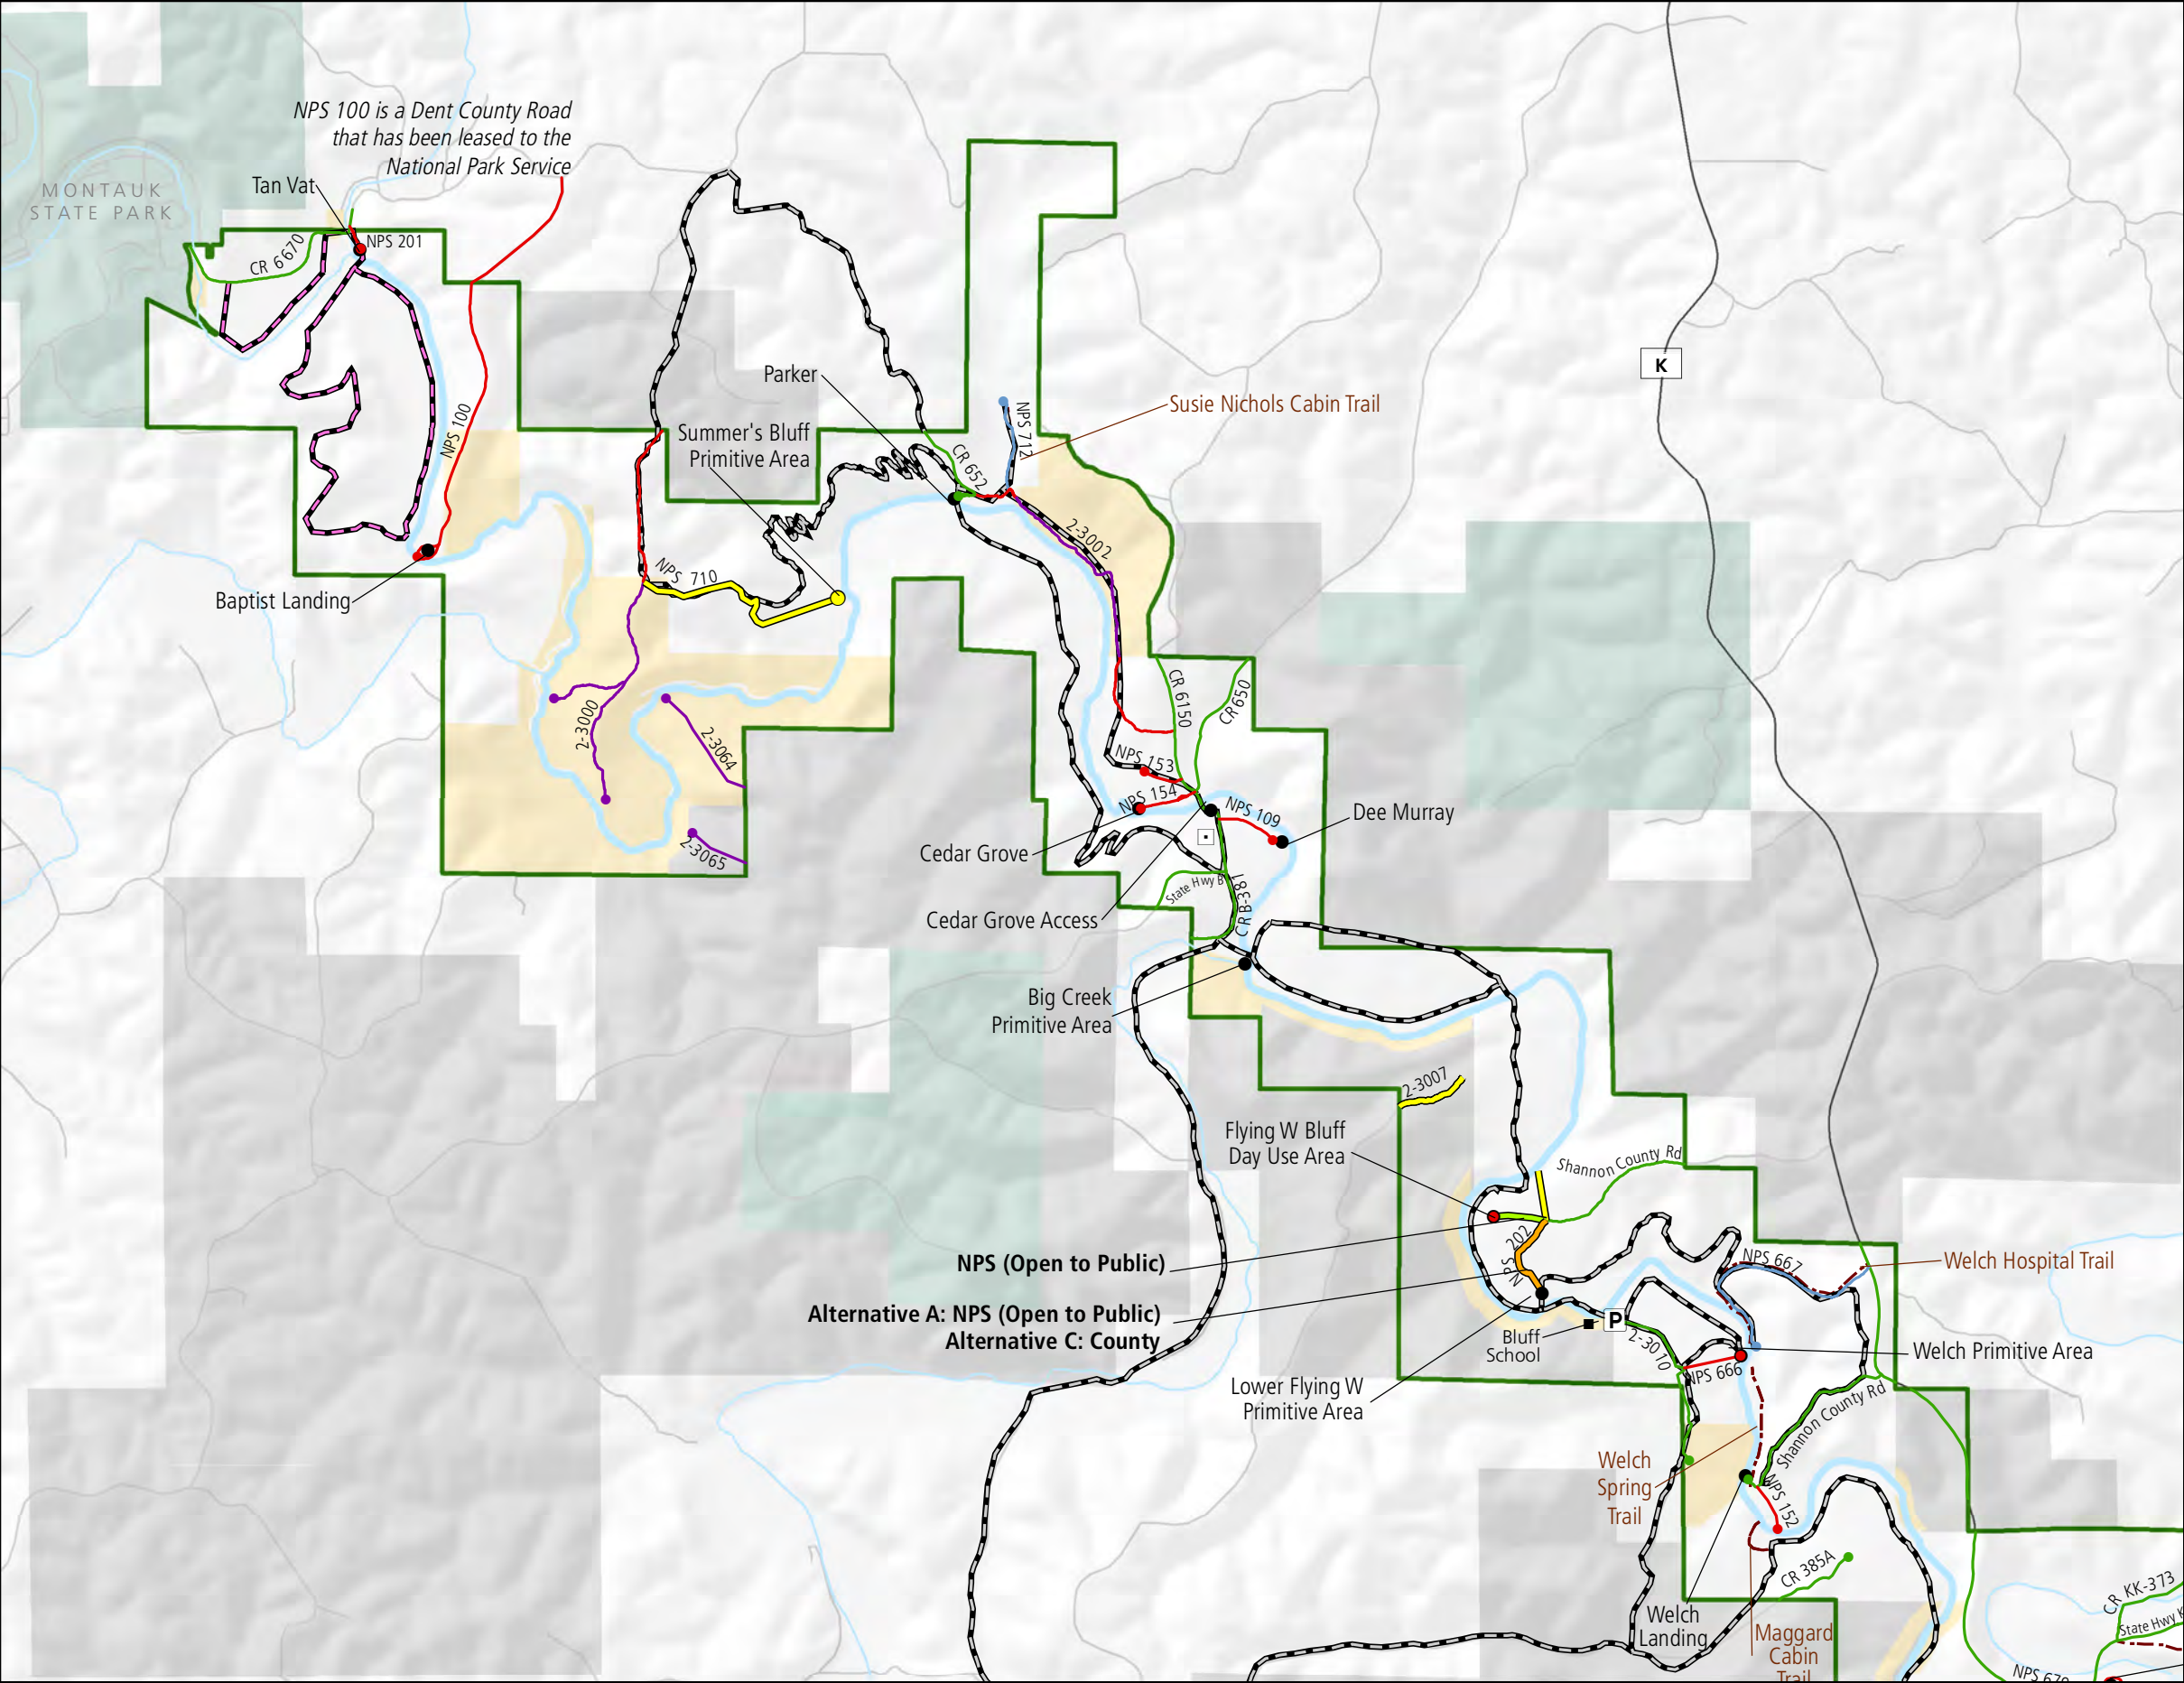 NPS 100 is a Dent County Road
that has been leased to the
National Park Service
Tan Vat
MONTAUK
STATE PARK
NPS 201
CR 6670
NPS 100
Baptist Landing
Parker
Summer's Bluff
Primitive Area
CR 652
NPS 712
Susie Nichols Cabin Trail
K
2-3002
NPS 710
2-3000
2-3064
2-3065
CR 6150
CR 650
NPS 153
NPS 154
NPS 109
Dee Murray
Cedar Grove
State Hwy B
CR B-381
Cedar Grove Access
Big Creek
Primitive Area
2-3007
Flying W Bluff
Day Use Area
Shannon County Rd
NPS 202
NPS (Open to Public)
Alternative A: NPS (Open to Public)
Alternative C: County
NPS 667
Welch Hospital Trail
P
Bluff
School
2-3010
Welch Primitive Area
NPS 666
Lower Flying W
Primitive Area
Shannon County Rd
Welch
Spring
Trail
NPS 152
CR 385A
Welch
Landing
Maggard
Cabin
Trail
CR KK-373
State Hwy K
NPS 670